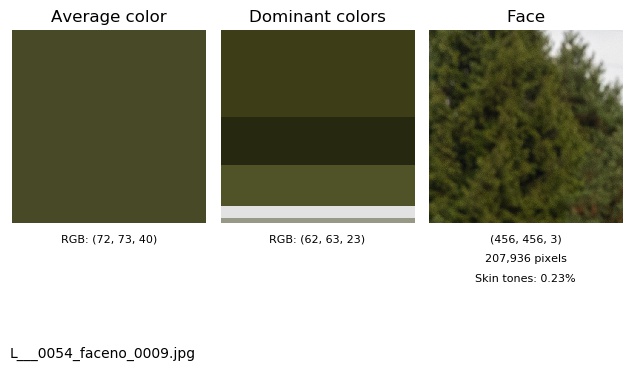 Average color
Dominant colors
Face
RGB: (72, 73, 40)
RGB: (62, 63, 23)
(456, 456, 3)
207,936 pixels
Skin tones: 0.23%
L___0054_faceno_0009.jpg